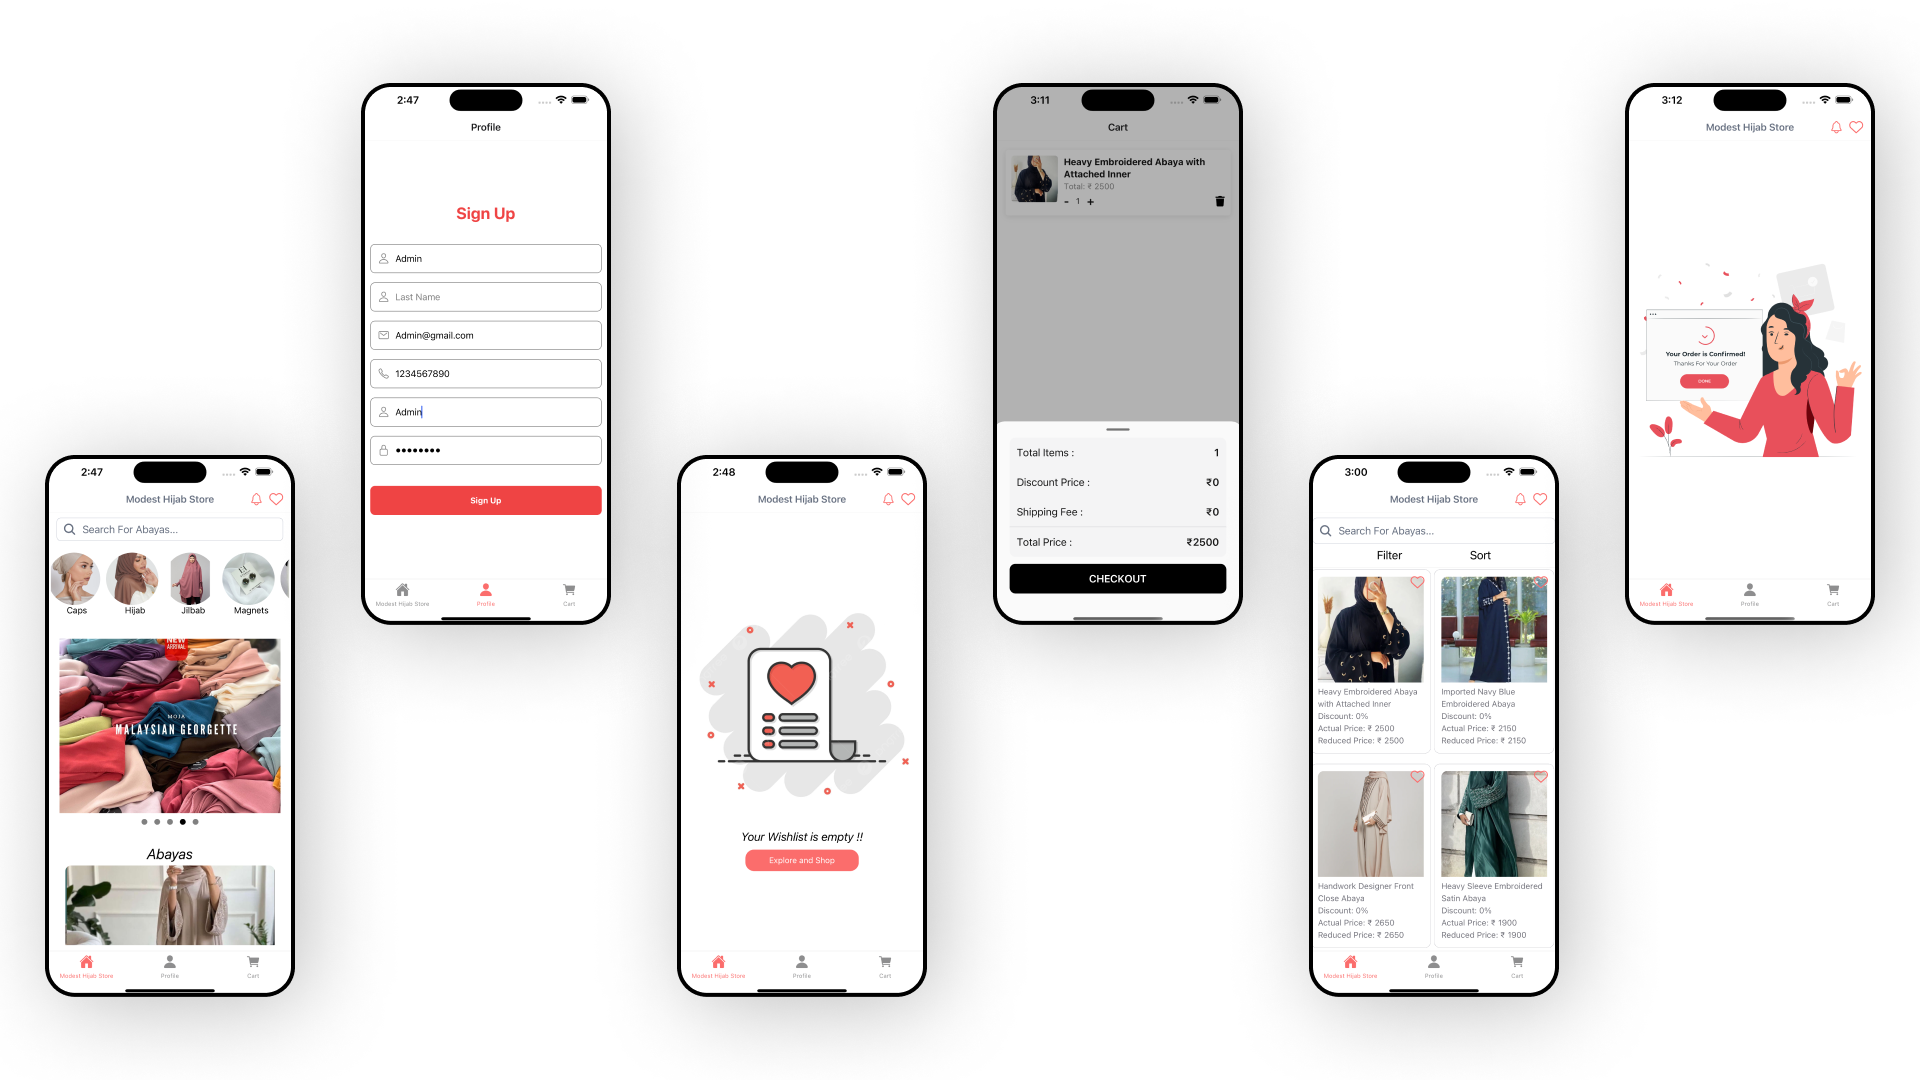 2:47
Modest Hijab Store
Search For Abayas...
Caps
Hijab
Jilbab
Magnets
NEW
ARRIVAL
MOJA
MALAYSIAN GEORGETTE
Abayas
Modest Hijab Store
Profile
Cart
2:47
Profile
Sign Up
Admin
Last Name
Admin@gmail.com
1234567890
Admin
Sign Up
Modest Hijab Store
Profile
Cart
2:48
Modest Hijab Store
Your Wishlist is empty !!
Explore and Shop
Modest Hijab Store
Profile
Cart
3:11
Cart
Heavy Embroidered Abaya with
Attached Inner
Total: ₹ 2500
- 1 +
Total Items : 1
Discount Price : ₹0
Shipping Fee : ₹0
Total Price : ₹2500
CHECKOUT
3:00
Modest Hijab Store
Search For Abayas...
Filter Sort
Heavy Embroidered Abaya
with Attached Inner
Discount: 0%
Actual Price: ₹ 2500
Reduced Price: ₹ 2500
Imported Navy Blue
Embroidered Abaya
Discount: 0%
Actual Price: ₹ 2150
Reduced Price: ₹ 2150
Handwork Designer Front
Close Abaya
Discount: 0%
Actual Price: ₹ 2650
Reduced Price: ₹ 2650
Heavy Sleeve Embroidered
Satin Abaya
Discount: 0%
Actual Price: ₹ 1900
Reduced Price: ₹ 1900
Modest Hijab Store
Profile
Cart
3:12
Modest Hijab Store
Your Order is Confirmed!
Thanks For Your Order
DONE
Modest Hijab Store
Profile
Cart